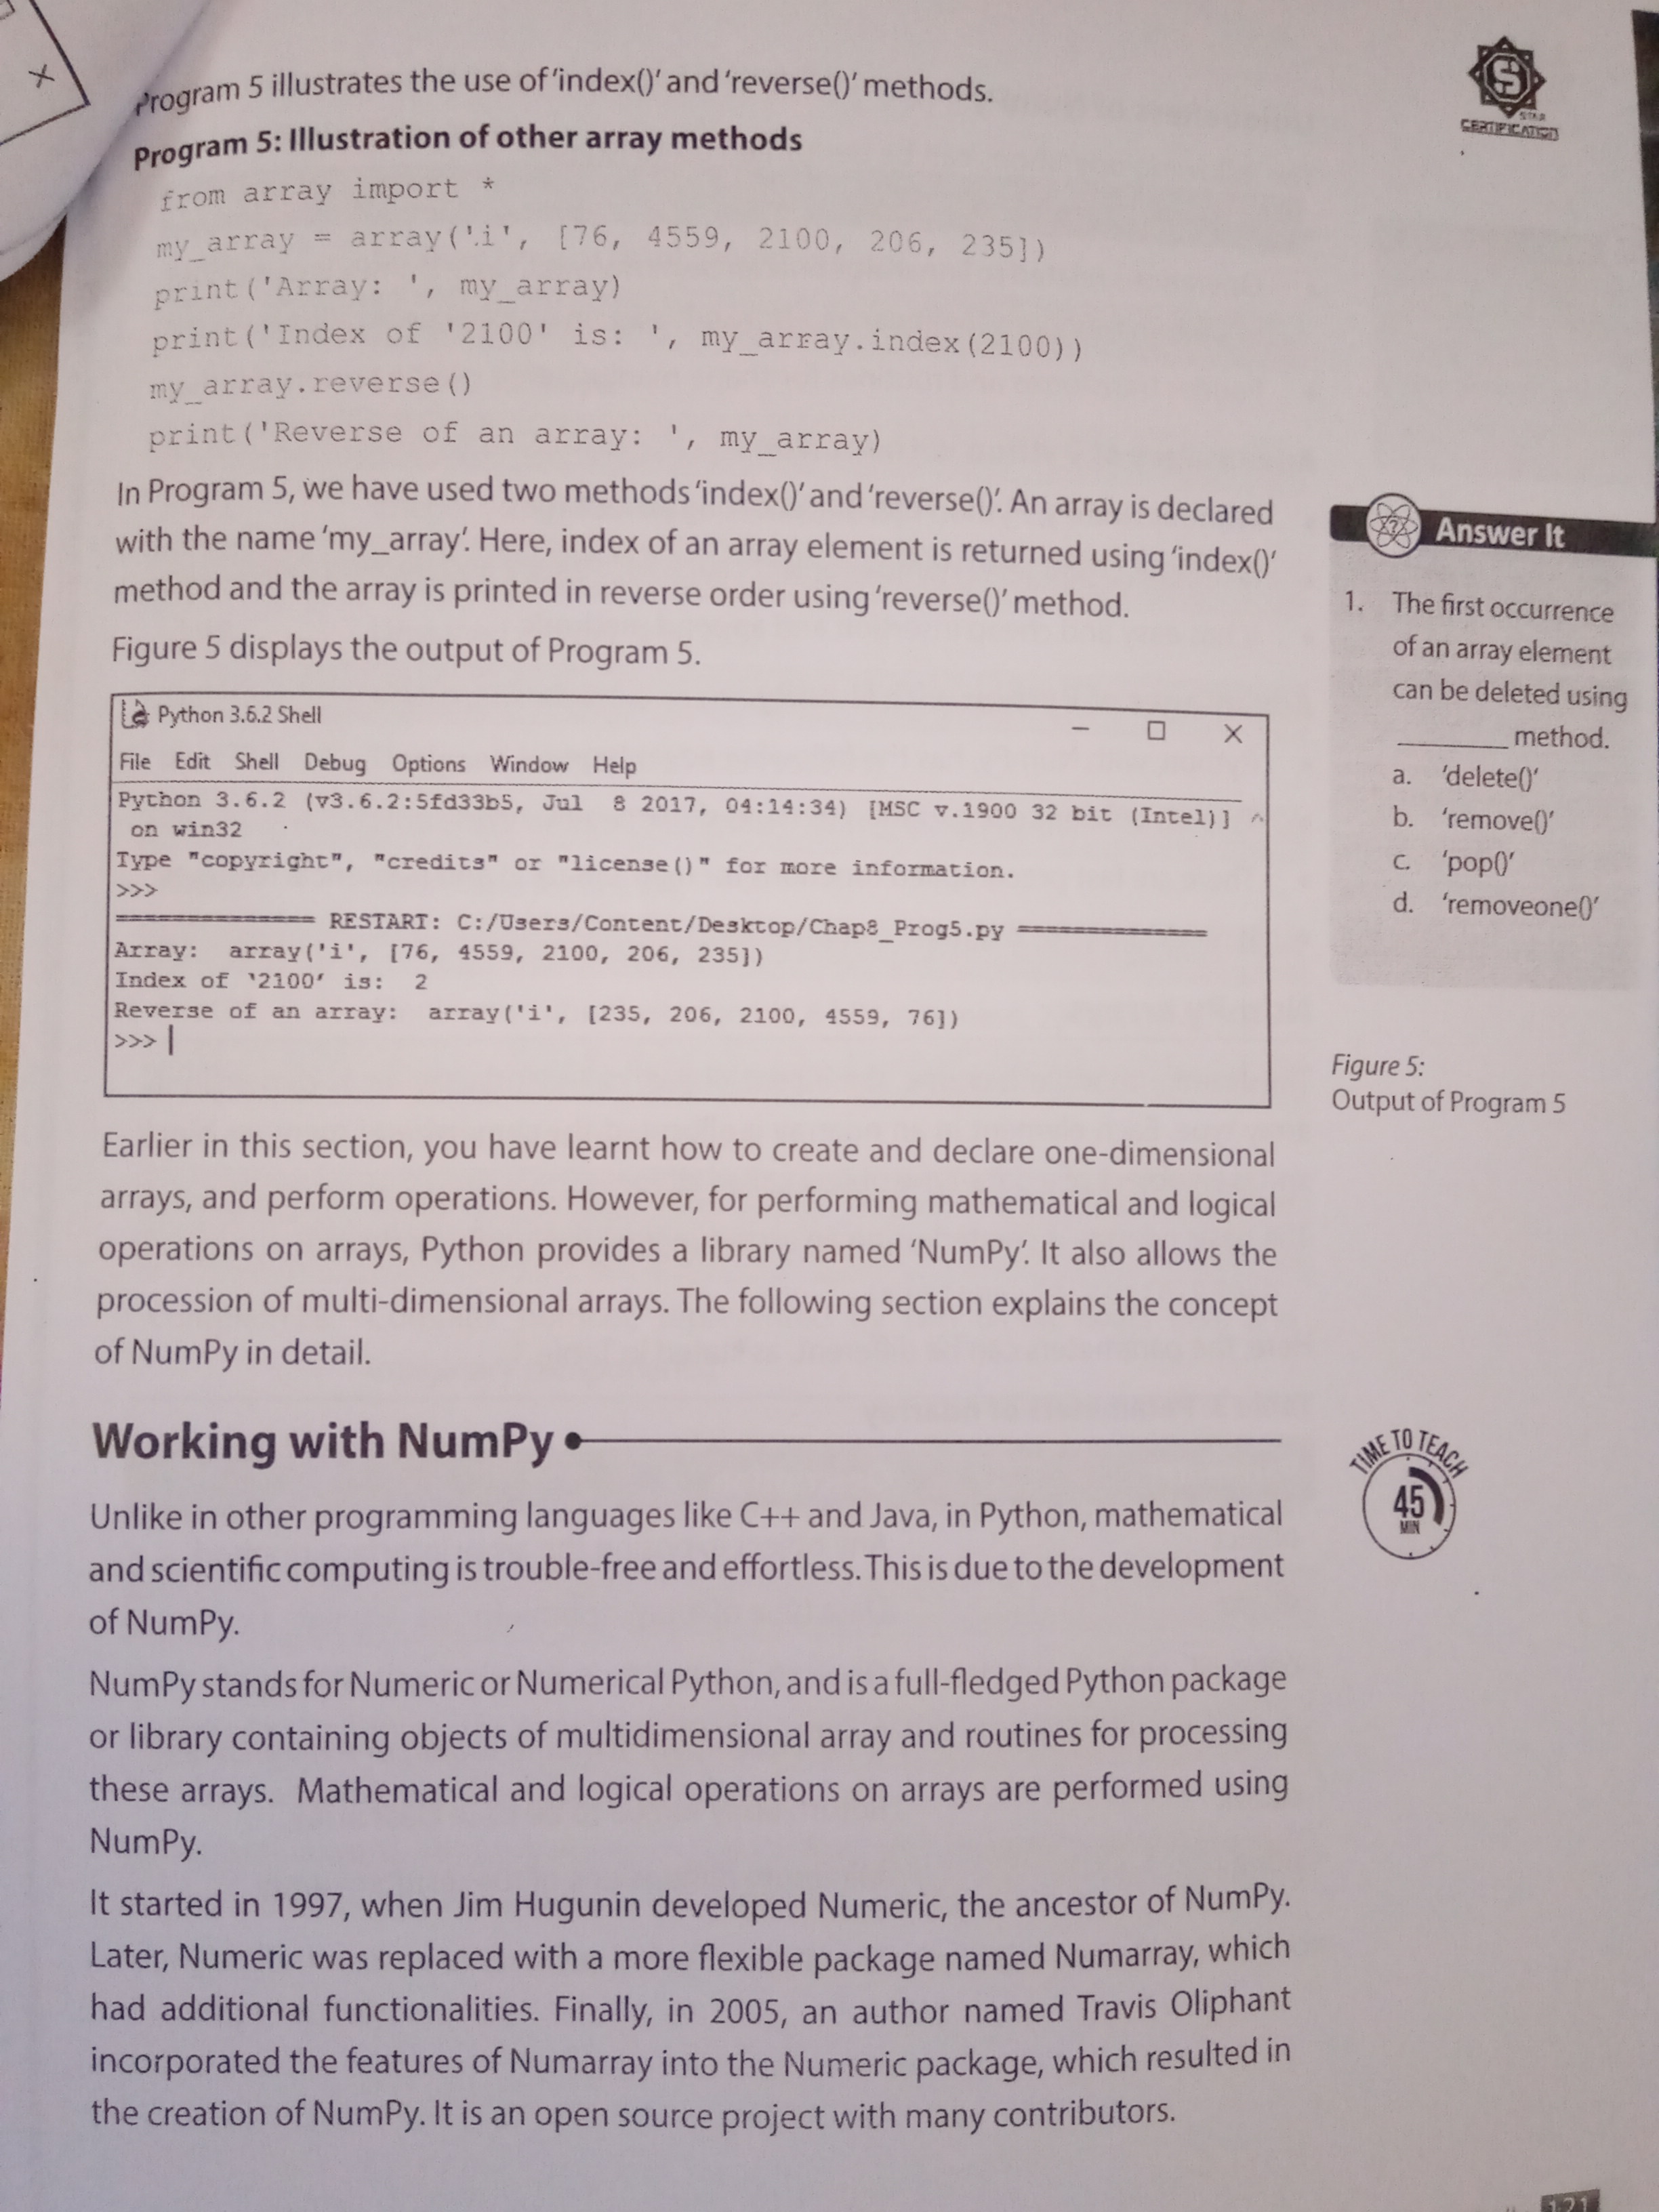 Program 5 illustrates the use of 'index()' and 'reverse()' methods.
Program 5: Illustration of other array methods
from array import *
my_array = array('i', [76, 4559, 2100, 206, 235])
print('Array: ', my_array)
print('Index of '2100' is: ', my_array.index(2100))
my_array.reverse()
print('Reverse of an array: ', my_array)
In Program 5, we have used two methods 'index()' and 'reverse()'. An array is declared
with the name 'my_array'. Here, index of an array element is returned using 'index()'
method and the array is printed in reverse order using 'reverse()' method.
Figure 5 displays the output of Program 5.
Python 3.6.2 Shell
File Edit Shell Debug Options Window Help
Python 3.6.2 (v3.6.2:5fd33b5, Jul  8 2017, 04:14:34) [MSC v.1900 32 bit (Intel)]
on win32
Type "copyright", "credits" or "license()" for more information.
>>>
============== RESTART: C:/Users/Content/Desktop/Chap8_Prog5.py ==============
Array:  array('i', [76, 4559, 2100, 206, 235])
Index of '2100' is:  2
Reverse of an array:  array('i', [235, 206, 2100, 4559, 76])
>>>
Earlier in this section, you have learnt how to create and declare one-dimensional
arrays, and perform operations. However, for performing mathematical and logical
operations on arrays, Python provides a library named 'NumPy'. It also allows the
procession of multi-dimensional arrays. The following section explains the concept
of NumPy in detail.
Working with NumPy
Unlike in other programming languages like C++ and Java, in Python, mathematical
and scientific computing is trouble-free and effortless. This is due to the development
of NumPy.
NumPy stands for Numeric or Numerical Python, and is a full-fledged Python package
or library containing objects of multidimensional array and routines for processing
these arrays. Mathematical and logical operations on arrays are performed using
NumPy.
It started in 1997, when Jim Hugunin developed Numeric, the ancestor of NumPy.
Later, Numeric was replaced with a more flexible package named Numarray, which
had additional functionalities. Finally, in 2005, an author named Travis Oliphant
incorporated the features of Numarray into the Numeric package, which resulted in
the creation of NumPy. It is an open source project with many contributors.
S
STAR
CERTIFICATION
Answer It
1. The first occurrence
of an array element
can be deleted using
________ method.
a. 'delete()'
b. 'remove()'
c. 'pop()'
d. 'removeone()'
Figure 5:
Output of Program 5
TIME TO TEACH
45
MIN
121